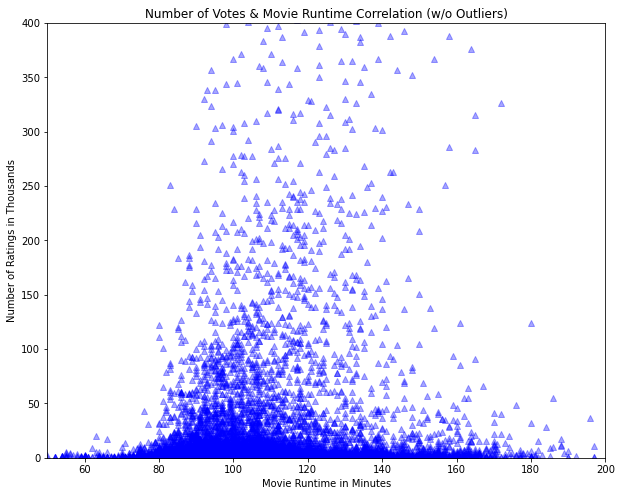 Number of Votes & Movie Runtime Correlation (w/o Outliers)
400
350
300
250
200
150
100
50
0
Number of Ratings in Thousands
60 80 100 120 140 160 180 200
Movie Runtime in Minutes